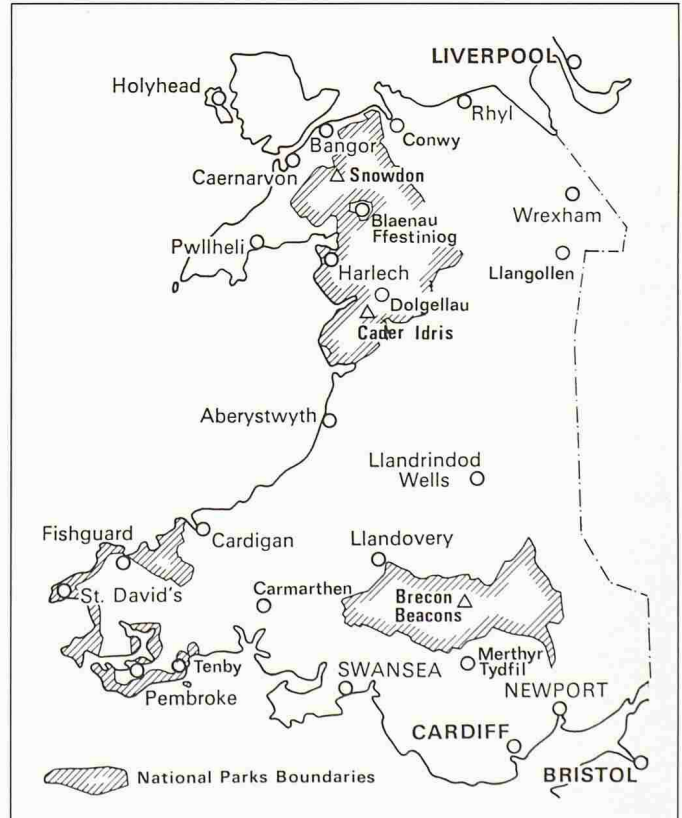 LIVERPOOL
Holyhead
Rhyl
Bangor
Conwy
Caernarvon
Snowdon
Wrexham
Blaenau
Ffestiniog
Pwllheli
Harlech
Llangollen
Dolgellau
Cader Idris
Aberystwyth
Llandrindod
Wells
Fishguard
Cardigan
Llandovery
St. David's
Carmarthen
Brecon
Beacons
Tenby
Merthyr
Tydfil
Pembroke
SWANSEA
NEWPORT
CARDIFF
BRISTOL
National Parks Boundaries